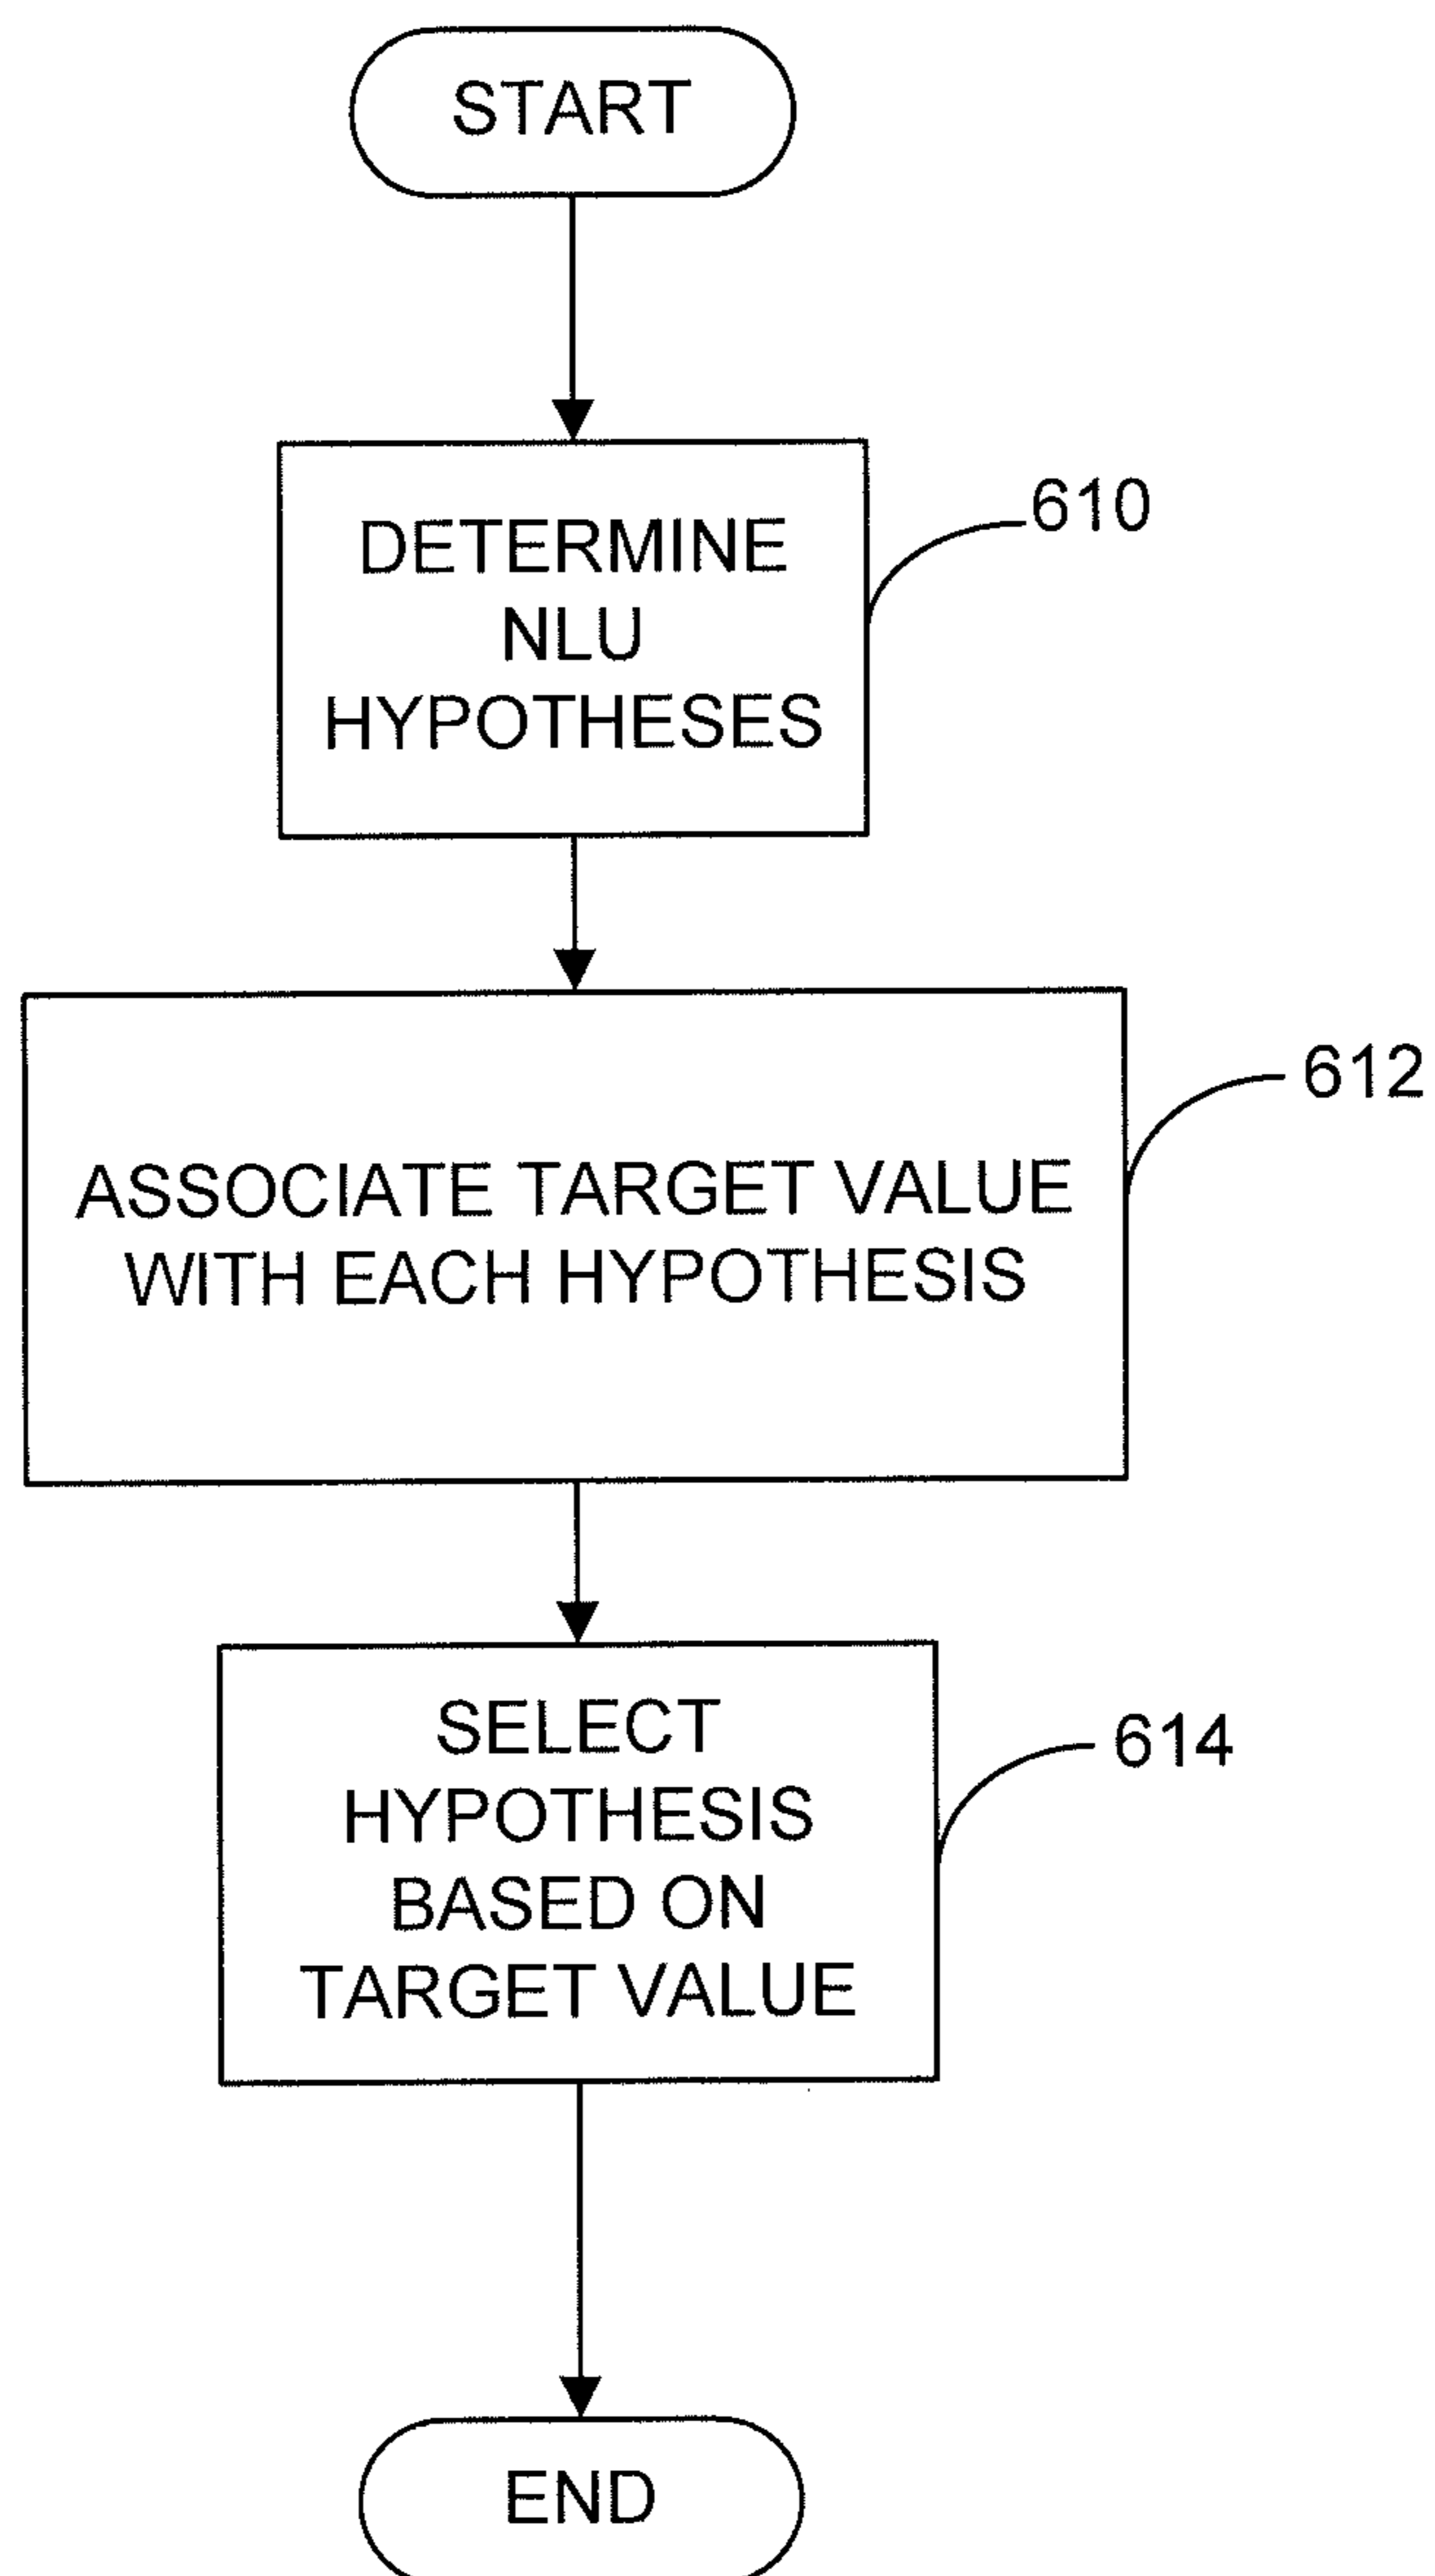 START
DETERMINE
NLU
HYPOTHESES
610
ASSOCIATE TARGET VALUE
WITH EACH HYPOTHESIS
612
SELECT
HYPOTHESIS
BASED ON
TARGET VALUE
614
END